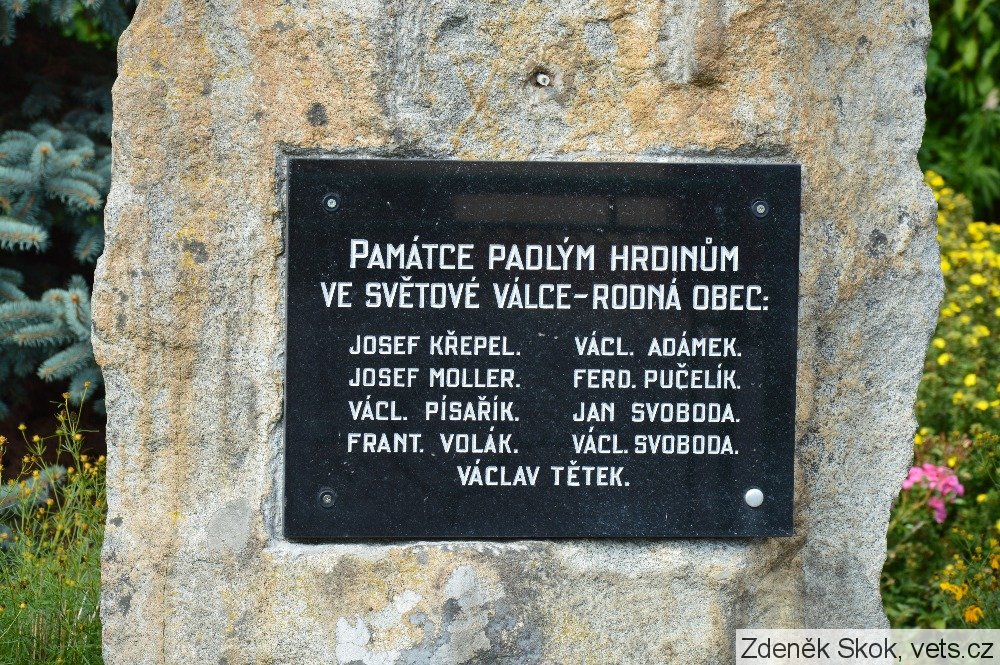 PAMÁTCE PADLÝM HRDINŮM
VE SVĚTOVÉ VÁLCE-RODNÁ OBEC:
JOSEF KŘEPEL. VÁCL. ADÁMEK.
JOSEF MOLLER. FERD. PUČELÍK.
VÁCL. PÍSAŘÍK. JAN SVOBODA.
FRANT. VOLÁK. VÁCL. SVOBODA.
VÁCLAV TĚTEK.
Zdeněk Skok, vets.cz